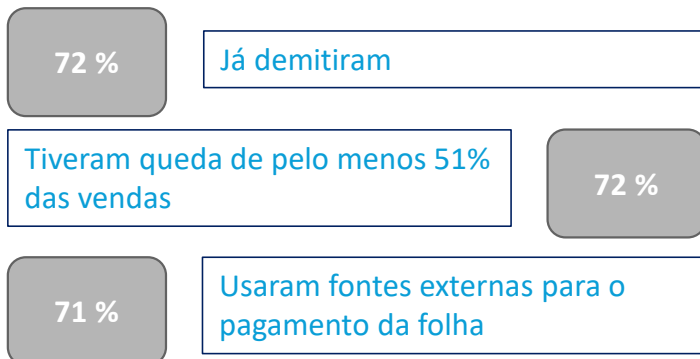 72 %
Já demitiram
Tiveram queda de pelo menos 51%
das vendas
72 %
71 %
Usaram fontes externas para o
pagamento da folha